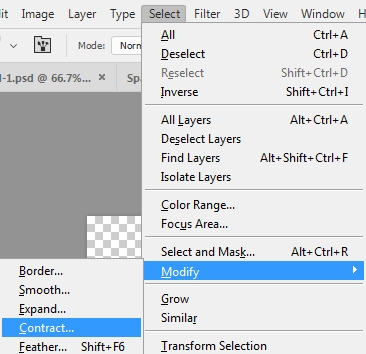 Image Layer Type Select Filter 3D View Window
Mode:
-1.psd @ 66.7%... ×
All Ctrl+A
Deselect Ctrl+D
Reselect Shift+Ctrl+D
Inverse Shift+Ctrl+I
All Layers Alt+Ctrl+A
Deselect Layers
Find Layers Alt+Shift+Ctrl+F
Isolate Layers
Color Range...
Focus Area...
Select and Mask... Alt+Ctrl+R
Modify
Grow
Similar
Transform Selection
Border...
Smooth...
Expand...
Contract...
Feather... Shift+F6